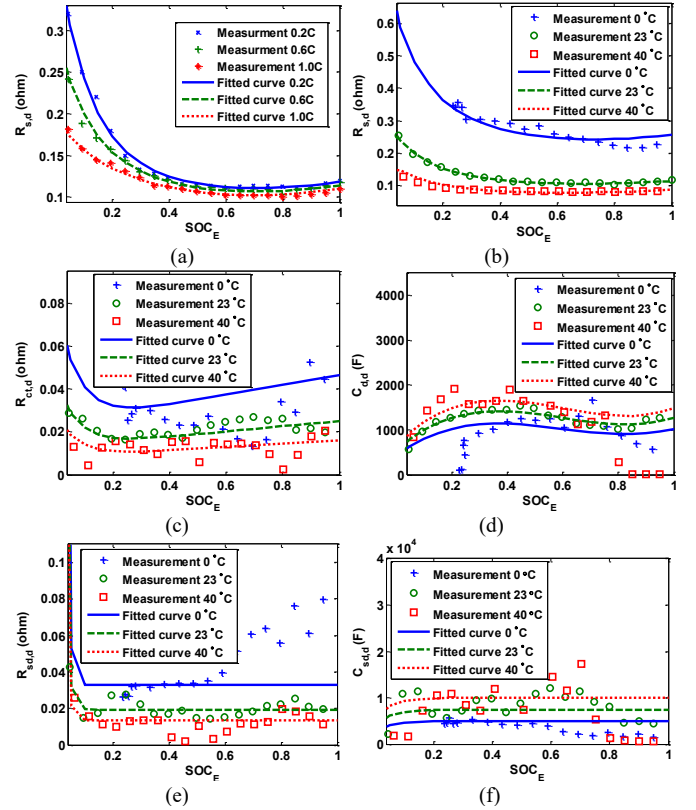 (a)
R_s,d (ohm)
0.3
0.25
0.2
0.15
0.1
0.2 0.4 0.6 0.8 1
SOC_E
Measurment 0.2C
Measurement 0.6C
Measurement 1.0C
Fitted curve 0.2C
Fitted curve 0.6C
Fitted curve 1.0C
(b)
R_s,d (ohm)
0.6
0.5
0.4
0.3
0.2
0.1
0.2 0.4 0.6 0.8 1
SOC_E
Measurement 0°C
Measurement 23°C
Measurement 40°C
Fitted curve 0°C
Fitted curve 23°C
Fitted curve 40°C
(c)
R_ct,d (ohm)
0.08
0.06
0.04
0.02
0
0.2 0.4 0.6 0.8 1
SOC_E
Measurement 0°C
Measurement 23°C
Measurement 40°C
Fitted curve 0°C
Fitted curve 23°C
Fitted curve 40°C
(d)
C_d,d (F)
4000
3000
2000
1000
0
0.2 0.4 0.6 0.8 1
SOC_E
Measurement 0°C
Measurement 23°C
Measurement 40°C
Fitted curve 0°C
Fitted curve 23°C
Fitted curve 40°C
(e)
R_sd,d (ohm)
0.1
0.08
0.06
0.04
0.02
0
0.2 0.4 0.6 0.8 1
SOC_E
Measurement 0°C
Measurement 23°C
Measurement 40°C
Fitted curve 0°C
Fitted curve 23°C
Fitted curve 40°C
(f)
C_sd,d (F)
x 10^4
4
3
2
1
0
0.2 0.4 0.6 0.8 1
SOC_E
Measurement 0°C
Measurement 23°C
Measurement 40°C
Fitted curve 0°C
Fitted curve 23°C
Fitted curve 40°C